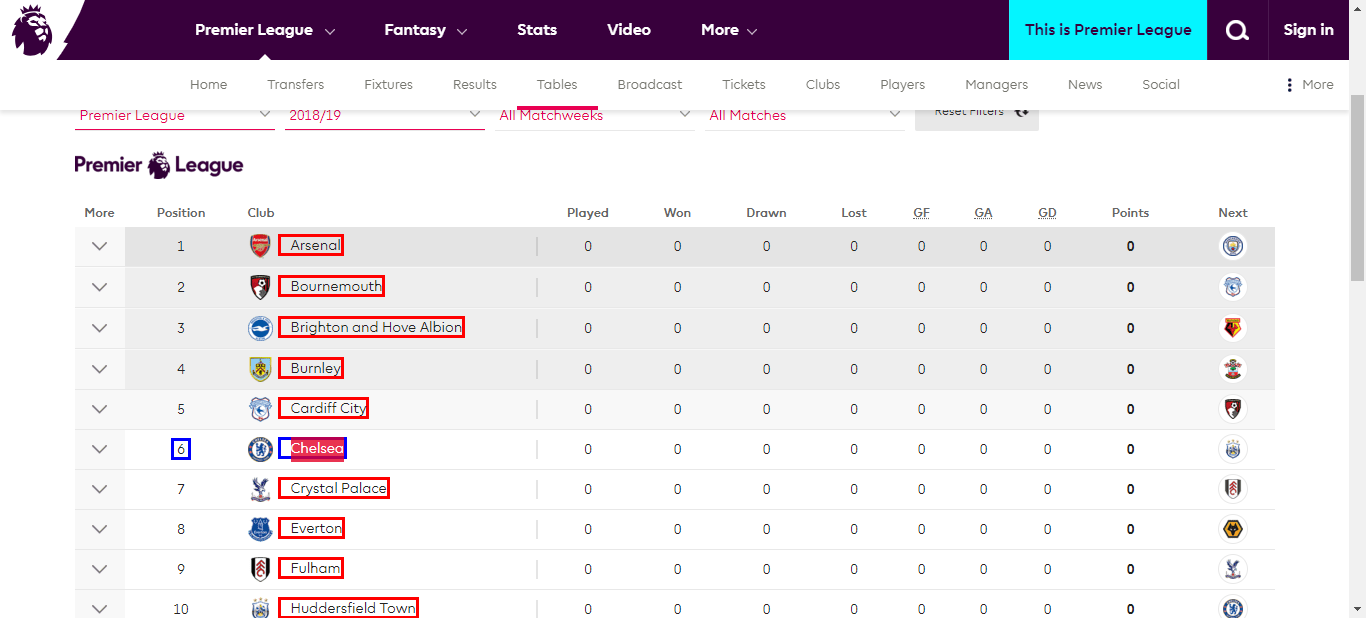 Premier League Fantasy Stats Video More This is Premier League Sign in
Home Transfers Fixtures Results Tables Broadcast Tickets Clubs Players Managers News Social More
Premier League 2018/19 All Matchweeks All Matches Reset Filters
Premier League
More Position Club Played Won Drawn Lost GF GA GD Points Next
1 Arsenal 0 0 0 0 0 0 0 0
2 Bournemouth 0 0 0 0 0 0 0 0
3 Brighton and Hove Albion 0 0 0 0 0 0 0 0
4 Burnley 0 0 0 0 0 0 0 0
5 Cardiff City 0 0 0 0 0 0 0 0
6 Chelsea 0 0 0 0 0 0 0 0
7 Crystal Palace 0 0 0 0 0 0 0 0
8 Everton 0 0 0 0 0 0 0 0
9 Fulham 0 0 0 0 0 0 0 0
10 Huddersfield Town 0 0 0 0 0 0 0 0